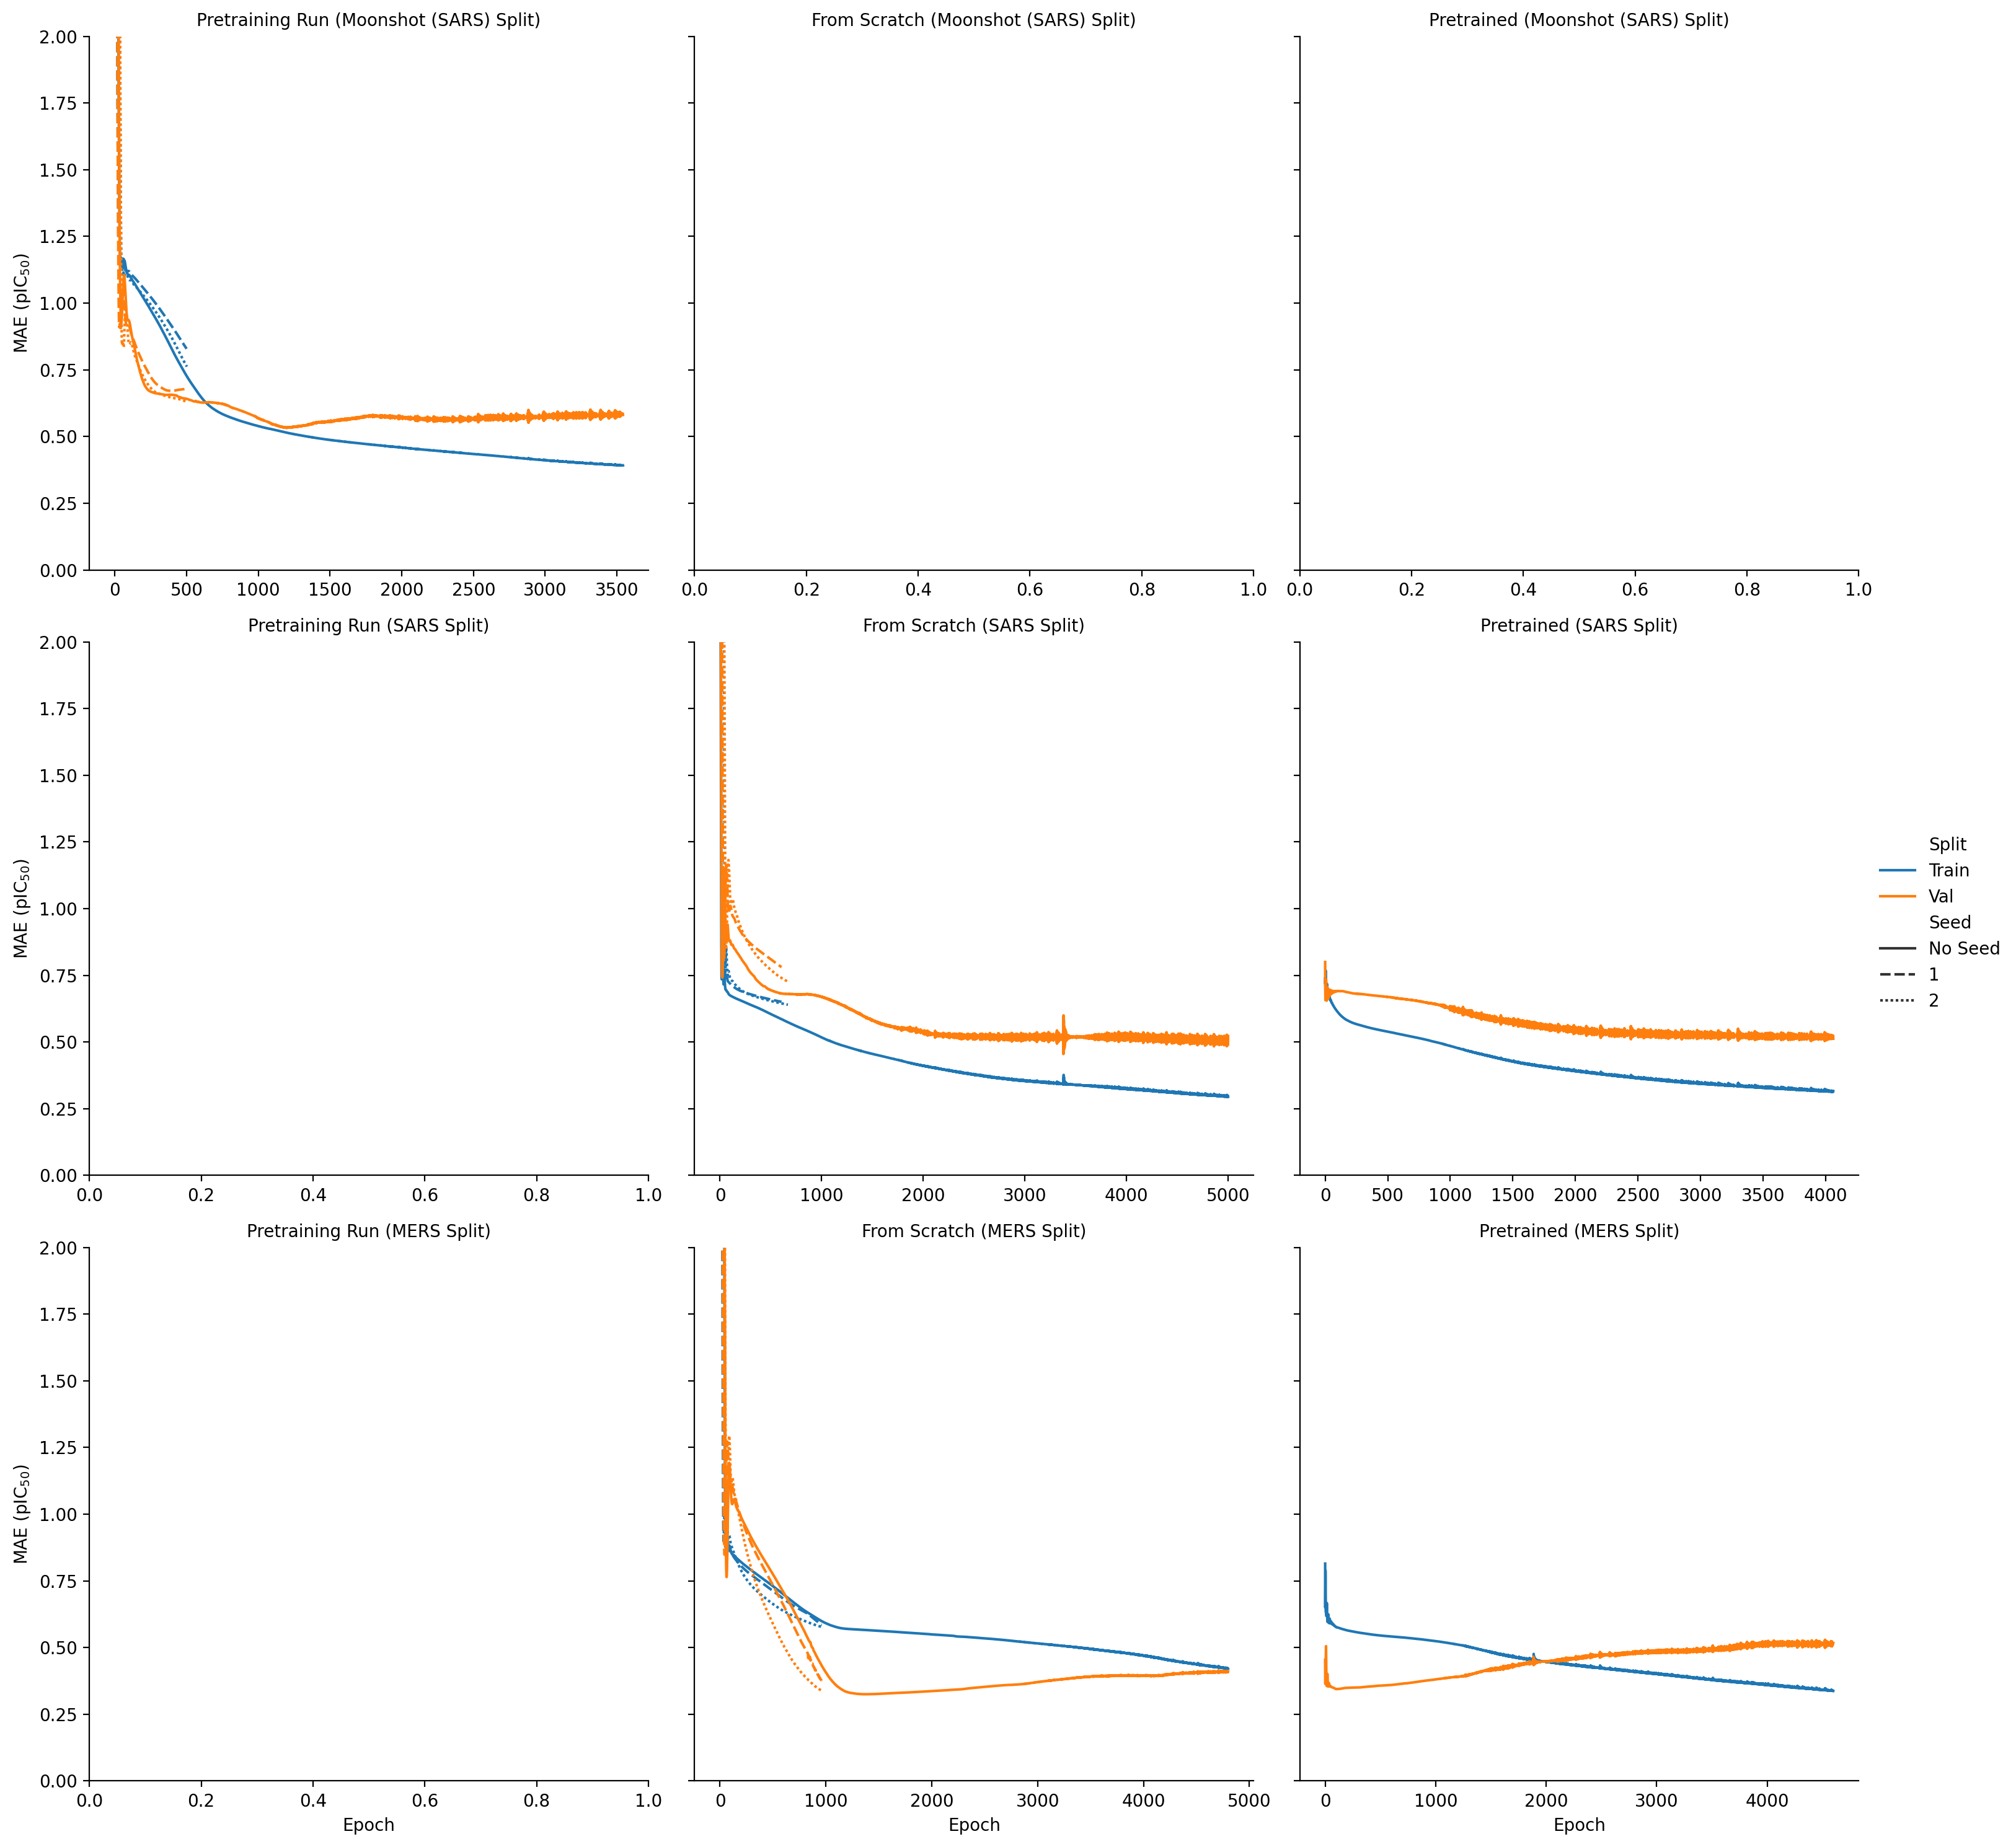 Pretraining Run (Moonshot (SARS) Split)
From Scratch (Moonshot (SARS) Split)
Pretrained (Moonshot (SARS) Split)
MAE (pIC50)
2.00
1.75
1.50
1.25
1.00
0.75
0.50
0.25
0.00
0 500 1000 1500 2000 2500 3000 3500
0.0 0.2 0.4 0.6 0.8 1.0
0.0 0.2 0.4 0.6 0.8 1.0
Pretraining Run (SARS Split)
From Scratch (SARS Split)
Pretrained (SARS Split)
MAE (pIC50)
2.00
1.75
1.50
1.25
1.00
0.75
0.50
0.25
0.00
0.0 0.2 0.4 0.6 0.8 1.0
0 1000 2000 3000 4000 5000
0 500 1000 1500 2000 2500 3000 3500 4000
Split
Train
Val
Seed
No Seed
1
2
Pretraining Run (MERS Split)
From Scratch (MERS Split)
Pretrained (MERS Split)
MAE (pIC50)
2.00
1.75
1.50
1.25
1.00
0.75
0.50
0.25
0.00
0.0 0.2 0.4 0.6 0.8 1.0
0 1000 2000 3000 4000 5000
0 1000 2000 3000 4000
Epoch
Epoch
Epoch